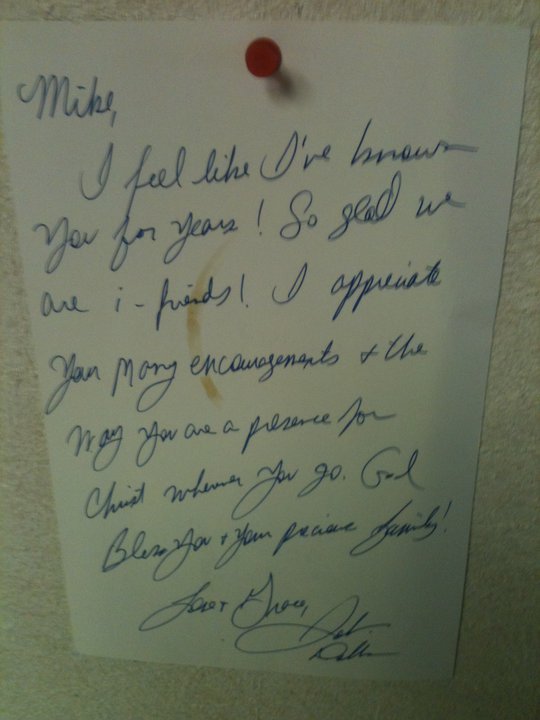 Mike,
I feel like I've known
you for years! So glad we
are i-friends! I appreciate
your many encouragements + the
way you are a presence for
Christ wherever you go. God
Bless you + your precious family!
Love + Grace,